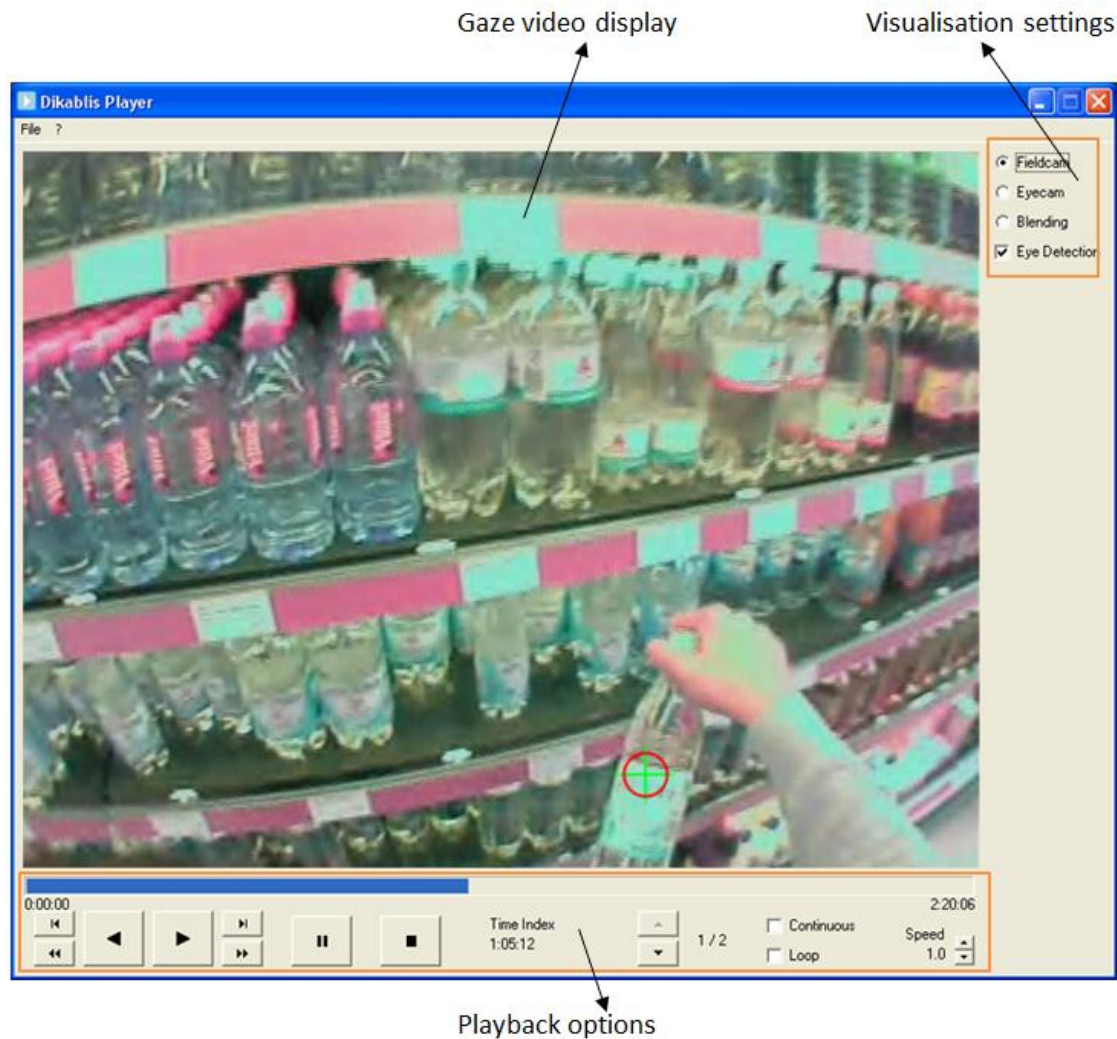 Gaze video display
Visualisation settings
Dikablis Player
File ?
Fieldcam
Eyecam
Blending
Eye Detection
0:00:00
2:20:06
Time Index
1:05:12
1 / 2
Continuous
Loop
Speed
1.0
Playback options